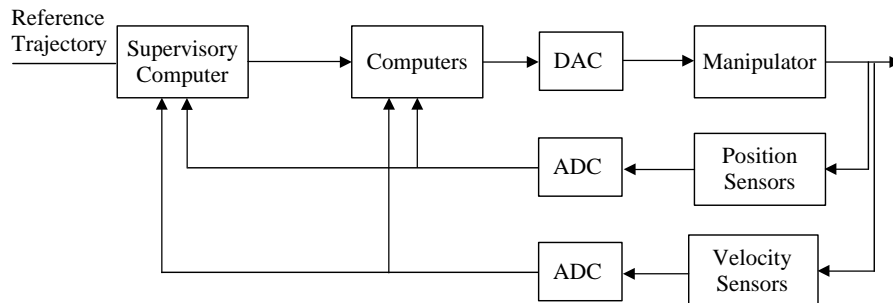 Reference
Trajectory
Supervisory
Computer
Computers
DAC
Manipulator
ADC
Position
Sensors
ADC
Velocity
Sensors